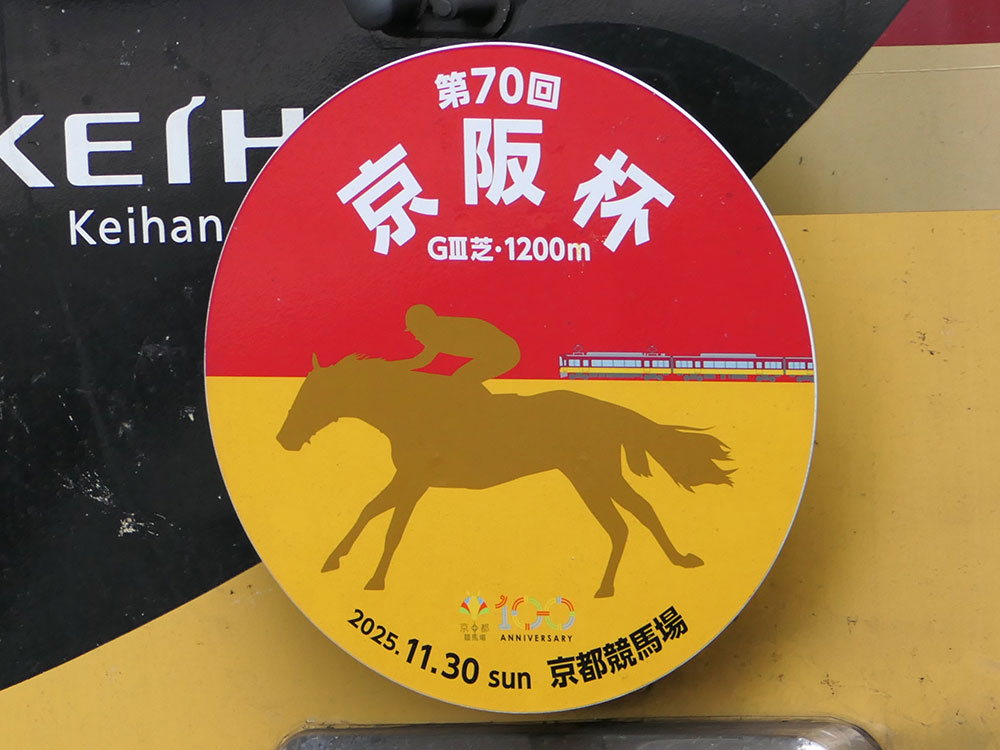 KEIH
Keihan
第70回
京阪杯
GⅢ芝・1200m
京都
競馬場
100
ANNIVERSARY
2025.11.30 sun 京都競馬場